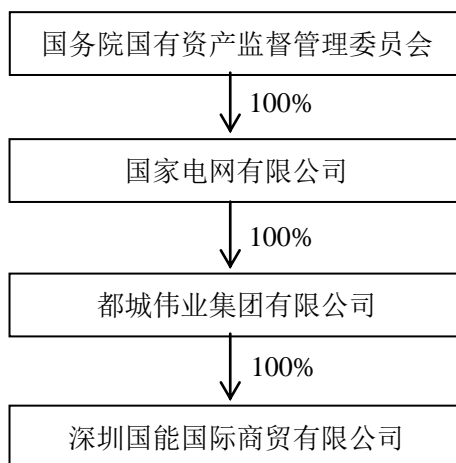 国务院国有资产监督管理委员会
100%
国家电网有限公司
100%
都城伟业集团有限公司
100%
深圳国能国际商贸有限公司